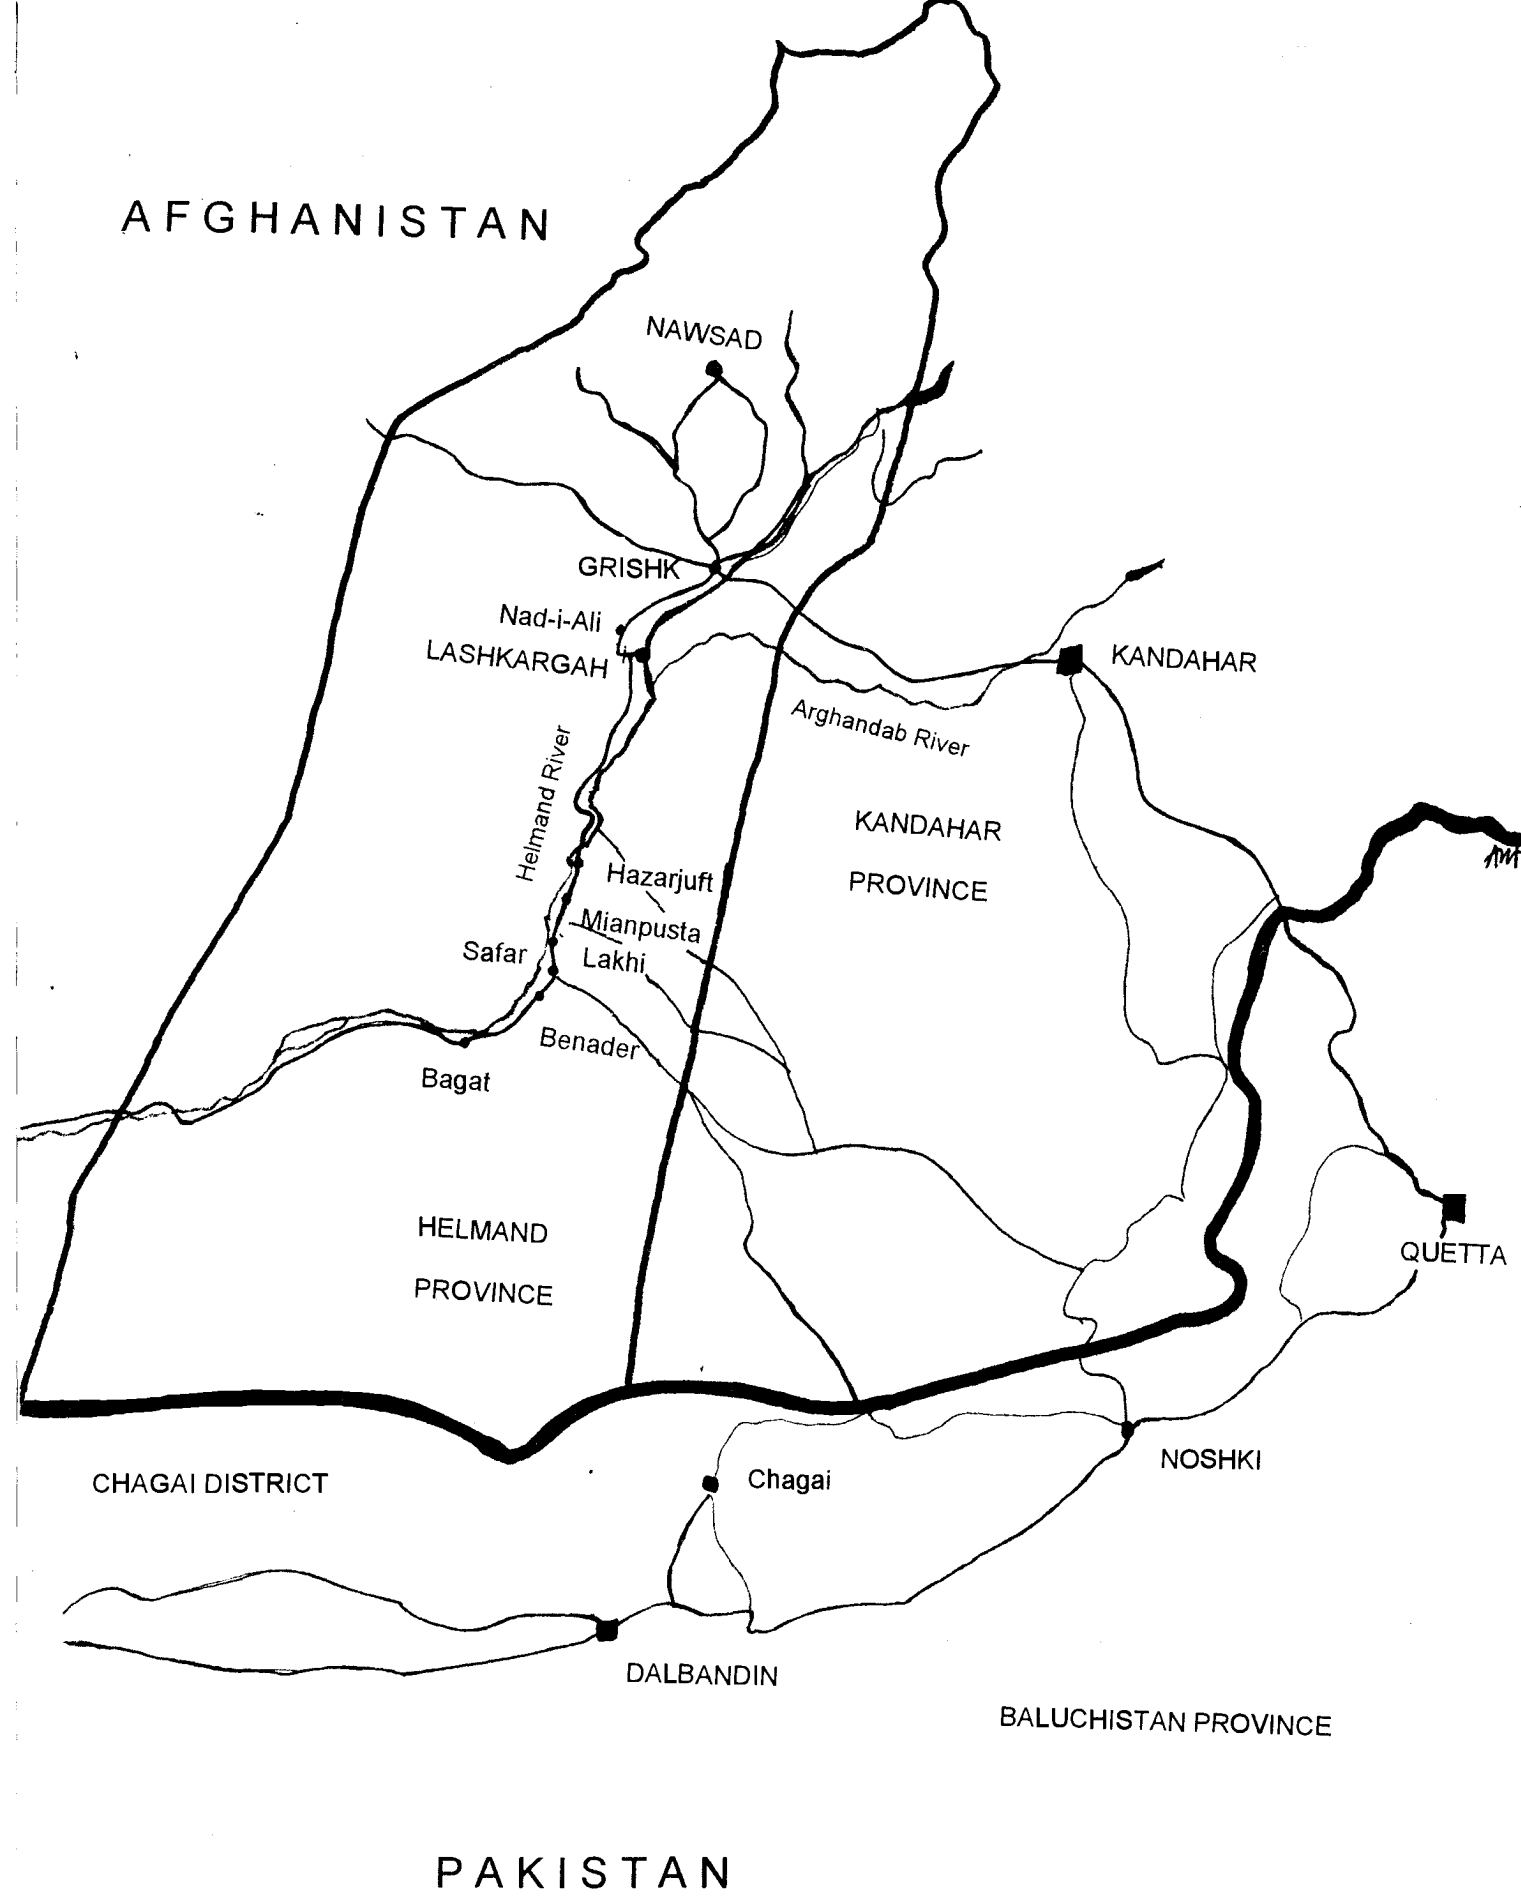 AFGHANISTAN
NAWSAD
GRISHK
Nad-i-Ali
LASHKARGAH
KANDAHAR
Arghandab River
Helmand River
KANDAHAR
PROVINCE
Hazarjuft
Mianpusta
Safar
Lakhi
Benader
Bagat
HELMAND
PROVINCE
QUETTA
NOSHKI
CHAGAI DISTRICT
Chagai
DALBANDIN
BALUCHISTAN PROVINCE
PAKISTAN